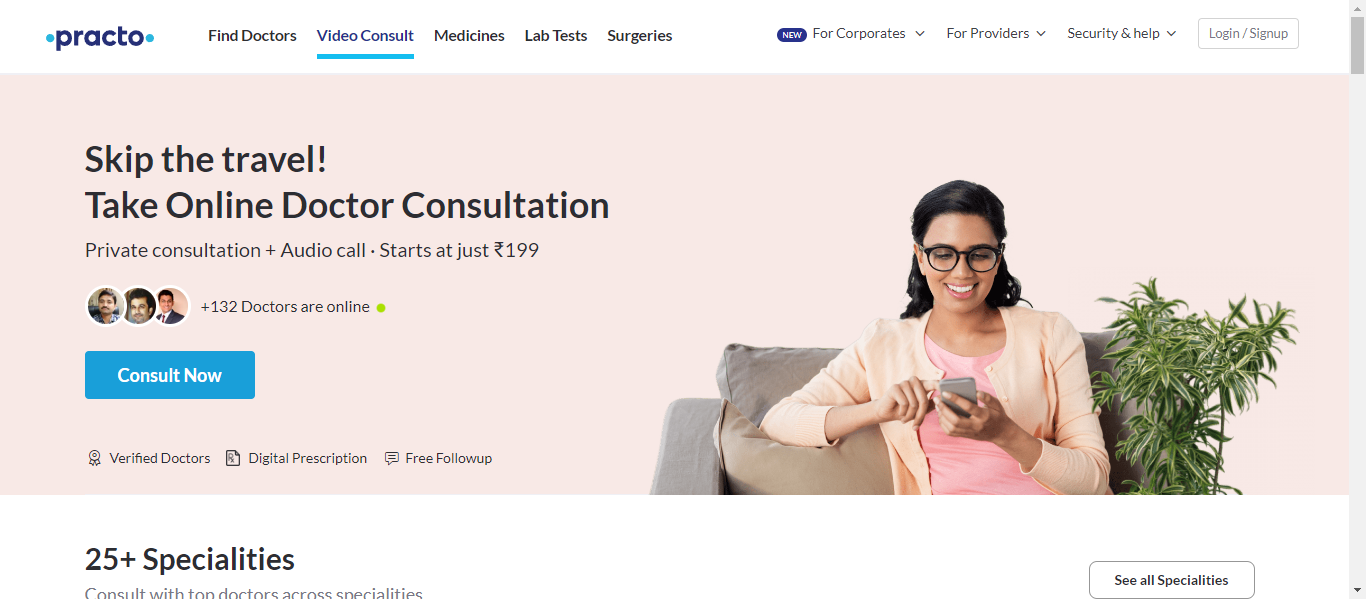 practo
Find Doctors
Video Consult
Medicines
Lab Tests
Surgeries
NEW For Corporates
For Providers
Security & help
Login / Signup
Skip the travel!
Take Online Doctor Consultation
Private consultation + Audio call · Starts at just ₹199
+132 Doctors are online
Consult Now
Verified Doctors
Digital Prescription
Free Followup
25+ Specialities
See all Specialities
Consult with top doctors across specialities